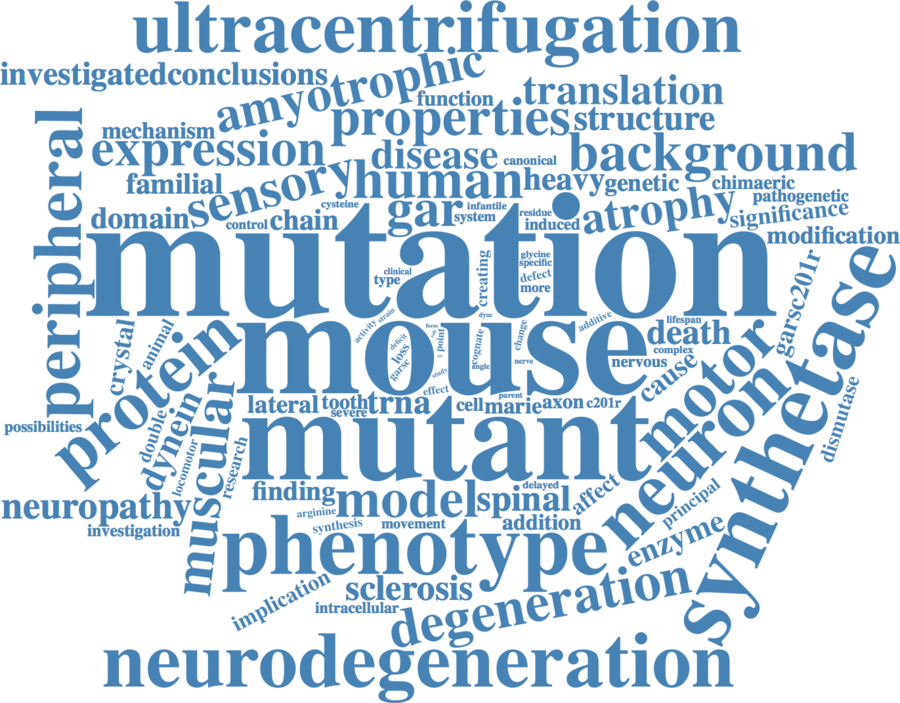 ultracentrifugation
investigatedconclusions
amyotrophic
function
translation
mechanism
properties
structure
peripheral
expression
disease
canonical
background
familial
sensory
human
heavy
genetic
chimaeric
pathogenetic
cysteine
infantile
residue
domain
control
chain
gar
system
induced
atrophy
significance
modification
mutation
glycine
specific
defect
more
clinical
type
creating
garsc201r
synthetase
crystal
animal
protein
activity
strain
form
dync
additive
lifespan
death
mouse
deficit
loss
garsc
point
study
cognate
angle
change
nerve
complex
nervous
motor
cause
effect
parent
lateral
tooth
severe
trna
cell
marie
axon
c201r
dismutase
possibilities
double
dynein
locomotor
muscular
research
mutant
neuron
neuropathy
investigation
finding
arginine
synthesis
model
movement
spinal
delayed
addition
affect
principal
enzyme
phenotype
implication
sclerosis
intracellular
degeneration
neurodegeneration